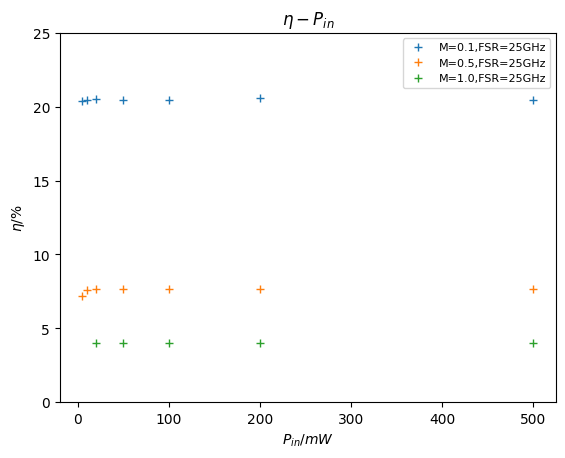 η − P_in
M=0.1,FSR=25GHz
M=0.5,FSR=25GHz
M=1.0,FSR=25GHz
η/%
25
20
15
10
5
0
0 100 200 300 400 500
P_in/mW